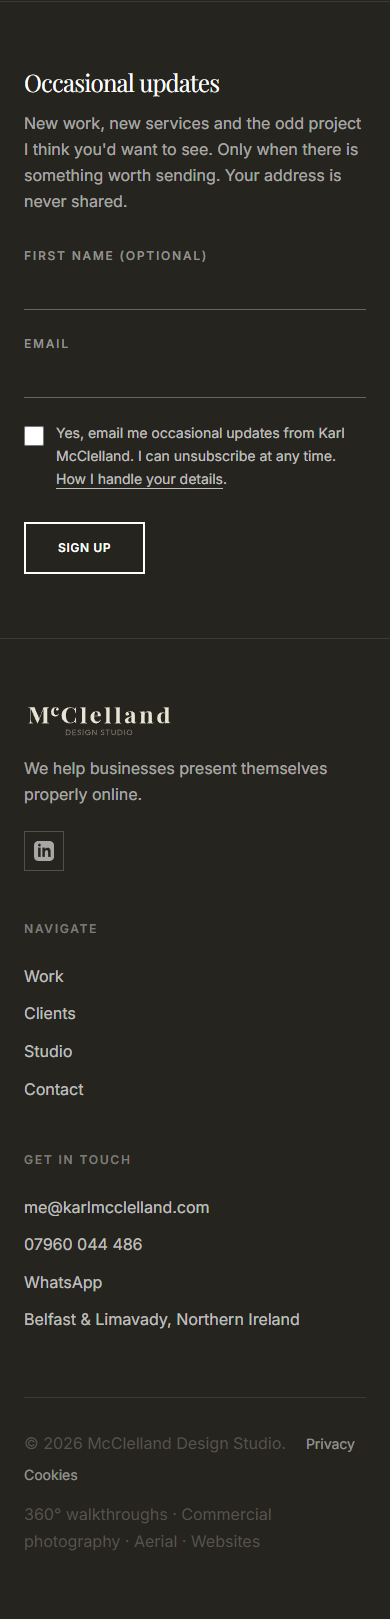 Occasional updates
New work, new services and the odd project
I think you'd want to see. Only when there is
something worth sending. Your address is
never shared.
FIRST NAME (OPTIONAL)
EMAIL
Yes, email me occasional updates from Karl
McClelland. I can unsubscribe at any time.
How I handle your details.
SIGN UP
McClelland
DESIGN STUDIO
We help businesses present themselves
properly online.
in
NAVIGATE
Work
Clients
Studio
Contact
GET IN TOUCH
me@karlmcclelland.com
07960 044 486
WhatsApp
Belfast & Limavady, Northern Ireland
© 2026 McClelland Design Studio. Privacy
Cookies
360° walkthroughs · Commercial
photography · Aerial · Websites